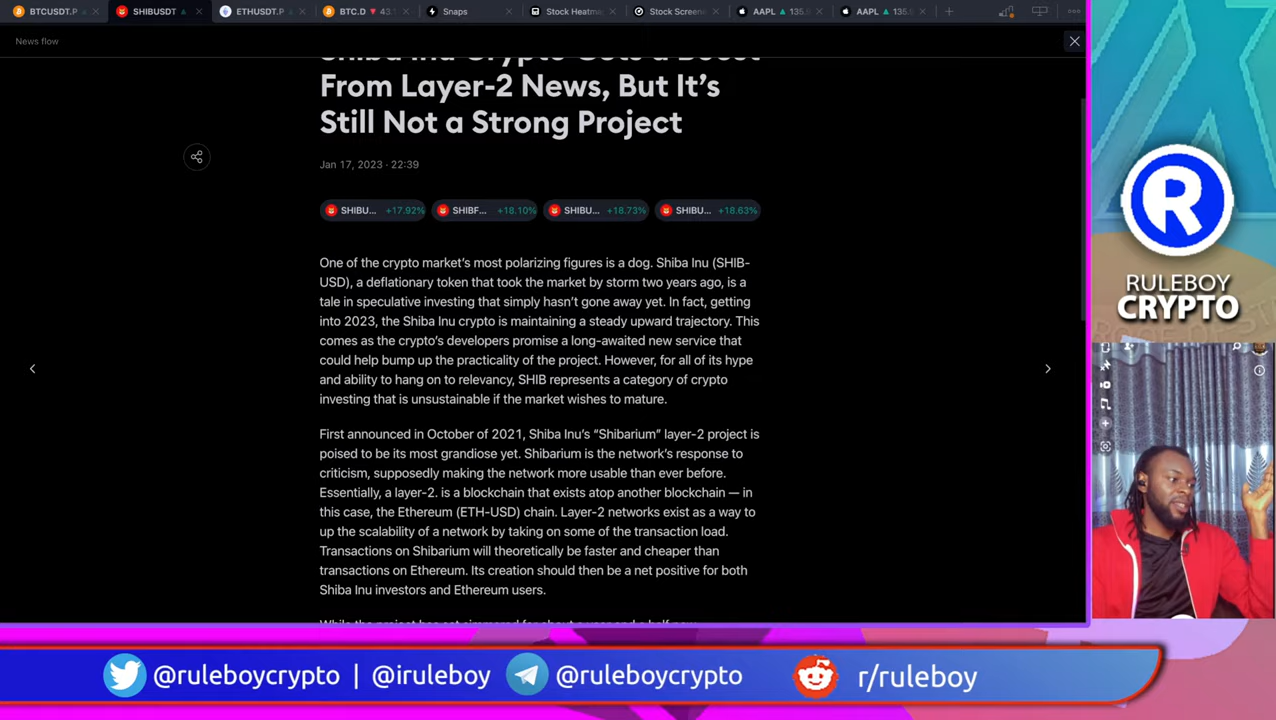 BTCUSDT.P
SHIBUSDT
ETHUSDT.P
BTC.D 43.1
Snaps
Stock Heatm
Stock Screen
AAPL 135.
AAPL 135.
News flow
Shiba Inu Crypto Gets a Boost
From Layer-2 News, But It's
Still Not a Strong Project
Jan 17, 2023 · 22:39
SHIBU... +17.92%
SHIBF... +18.10%
SHIBU... +18.73%
SHIBU... +18.63%
One of the crypto market's most polarizing figures is a dog. Shiba Inu (SHIB-
USD), a deflationary token that took the market by storm two years ago, is a
tale in speculative investing that simply hasn't gone away yet. In fact, getting
into 2023, the Shiba Inu crypto is maintaining a steady upward trajectory. This
comes as the crypto's developers promise a long-awaited new service that
could help bump up the practicality of the project. However, for all of its hype
and ability to hang on to relevancy, SHIB represents a category of crypto
investing that is unsustainable if the market wishes to mature.
First announced in October of 2021, Shiba Inu's “Shibarium” layer-2 project is
poised to be its most grandiose yet. Shibarium is the network's response to
criticism, supposedly making the network more usable than ever before.
Essentially, a layer-2. is a blockchain that exists atop another blockchain — in
this case, the Ethereum (ETH-USD) chain. Layer-2 networks exist as a way to
up the scalability of a network by taking on some of the transaction load.
Transactions on Shibarium will theoretically be faster and cheaper than
transactions on Ethereum. Its creation should then be a net positive for both
Shiba Inu investors and Ethereum users.
R
RULEBOY
CRYPTO
@ruleboycrypto | @iruleboy
@ruleboycrypto
r/ruleboy